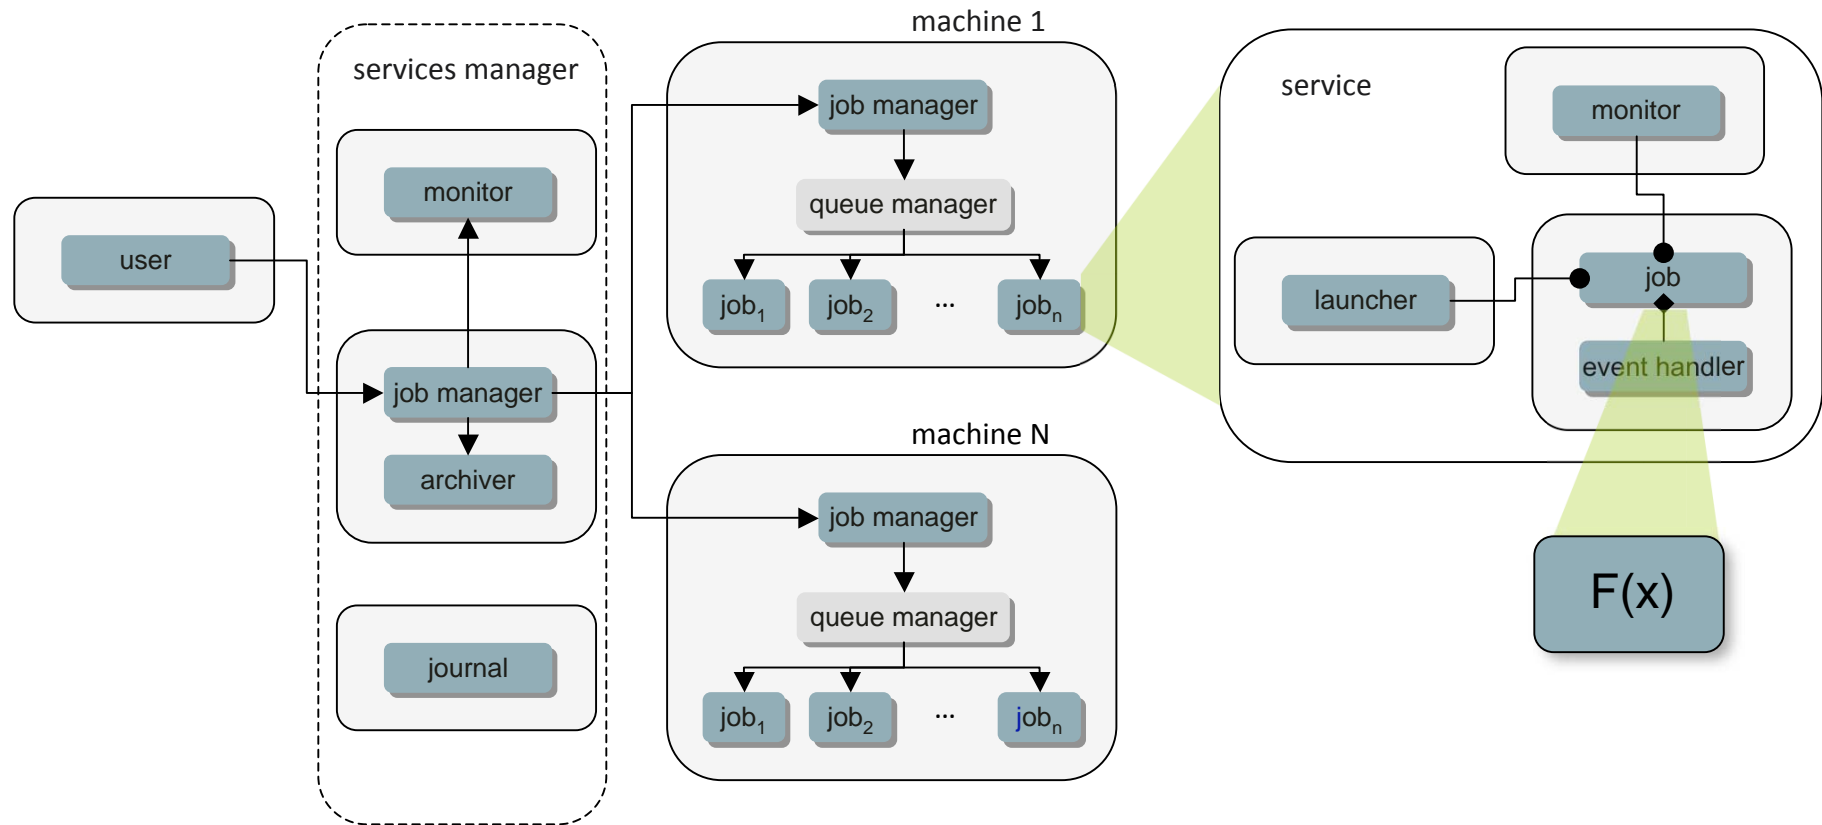 user
services manager
monitor
job manager
archiver
journal
machine 1
job manager
queue manager
job1
job2
...
jobn
machine N
job manager
queue manager
job1
job2
...
jobn
service
monitor
launcher
job
event handler
F(x)